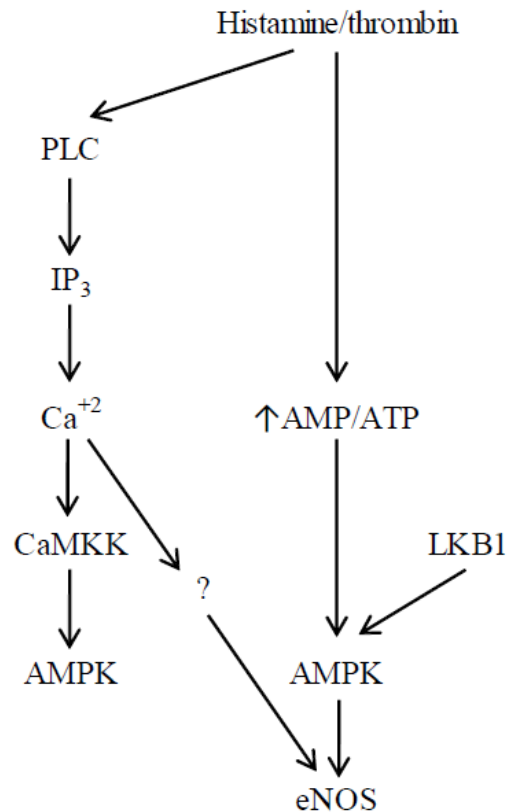 Histamine/thrombin
PLC
IP₃
Ca⁺²
↑AMP/ATP
CaMKK
LKB1
?
AMPK
AMPK
eNOS